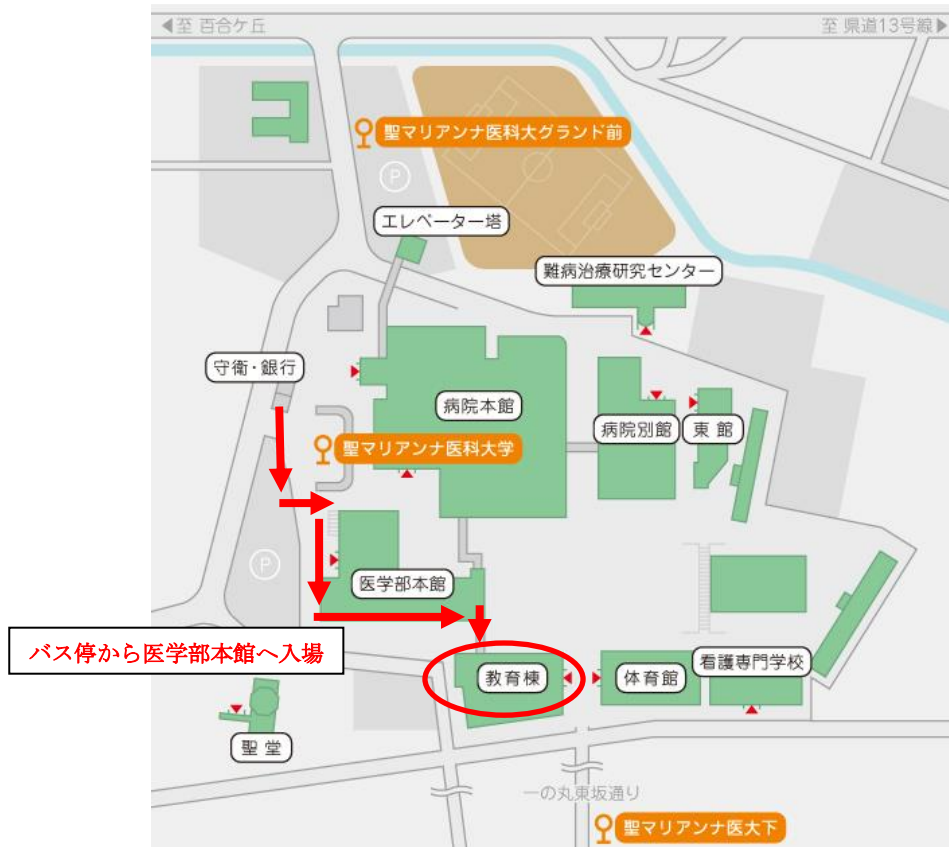 ◀至 百合ケ丘
至 県道13号線▶
聖マリアンナ医科大グランド前
P
エレベーター塔
難病治療研究センター
守衛・銀行
病院本館
病院別館
東館
聖マリアンナ医科大学
P
医学部本館
バス停から医学部本館へ入場
教育棟
体育館
看護専門学校
聖堂
一の丸東坂通り
聖マリアンナ医大下